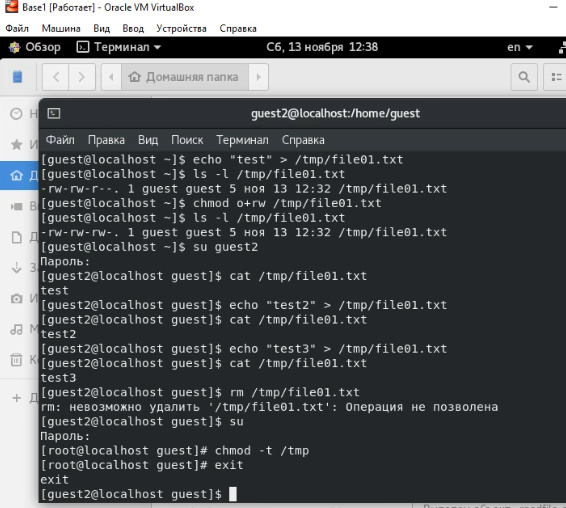 Base1 [Работает] - Oracle VM VirtualBox
Файл Машина Вид Ввод Устройства Справка
Обзор Терминал Сб, 13 ноября 12:38 en
Домашняя папка
guest2@localhost:/home/guest
Файл Правка Вид Поиск Терминал Справка
[guest@localhost ~]$ echo "test" > /tmp/file01.txt
[guest@localhost ~]$ ls -l /tmp/file01.txt
-rw-rw-r--. 1 guest guest 5 ноя 13 12:32 /tmp/file01.txt
[guest@localhost ~]$ chmod o+rw /tmp/file01.txt
[guest@localhost ~]$ ls -l /tmp/file01.txt
-rw-rw-rw-. 1 guest guest 5 ноя 13 12:32 /tmp/file01.txt
[guest@localhost ~]$ su guest2
Пароль:
[guest2@localhost guest]$ cat /tmp/file01.txt
test
[guest2@localhost guest]$ echo "test2" > /tmp/file01.txt
[guest2@localhost guest]$ cat /tmp/file01.txt
test2
[guest2@localhost guest]$ echo "test3" > /tmp/file01.txt
[guest2@localhost guest]$ cat /tmp/file01.txt
test3
[guest2@localhost guest]$ rm /tmp/file01.txt
rm: невозможно удалить '/tmp/file01.txt': Операция не позволена
[guest2@localhost guest]$ su
Пароль:
[root@localhost guest]# chmod -t /tmp
[root@localhost guest]# exit
exit
[guest2@localhost guest]$